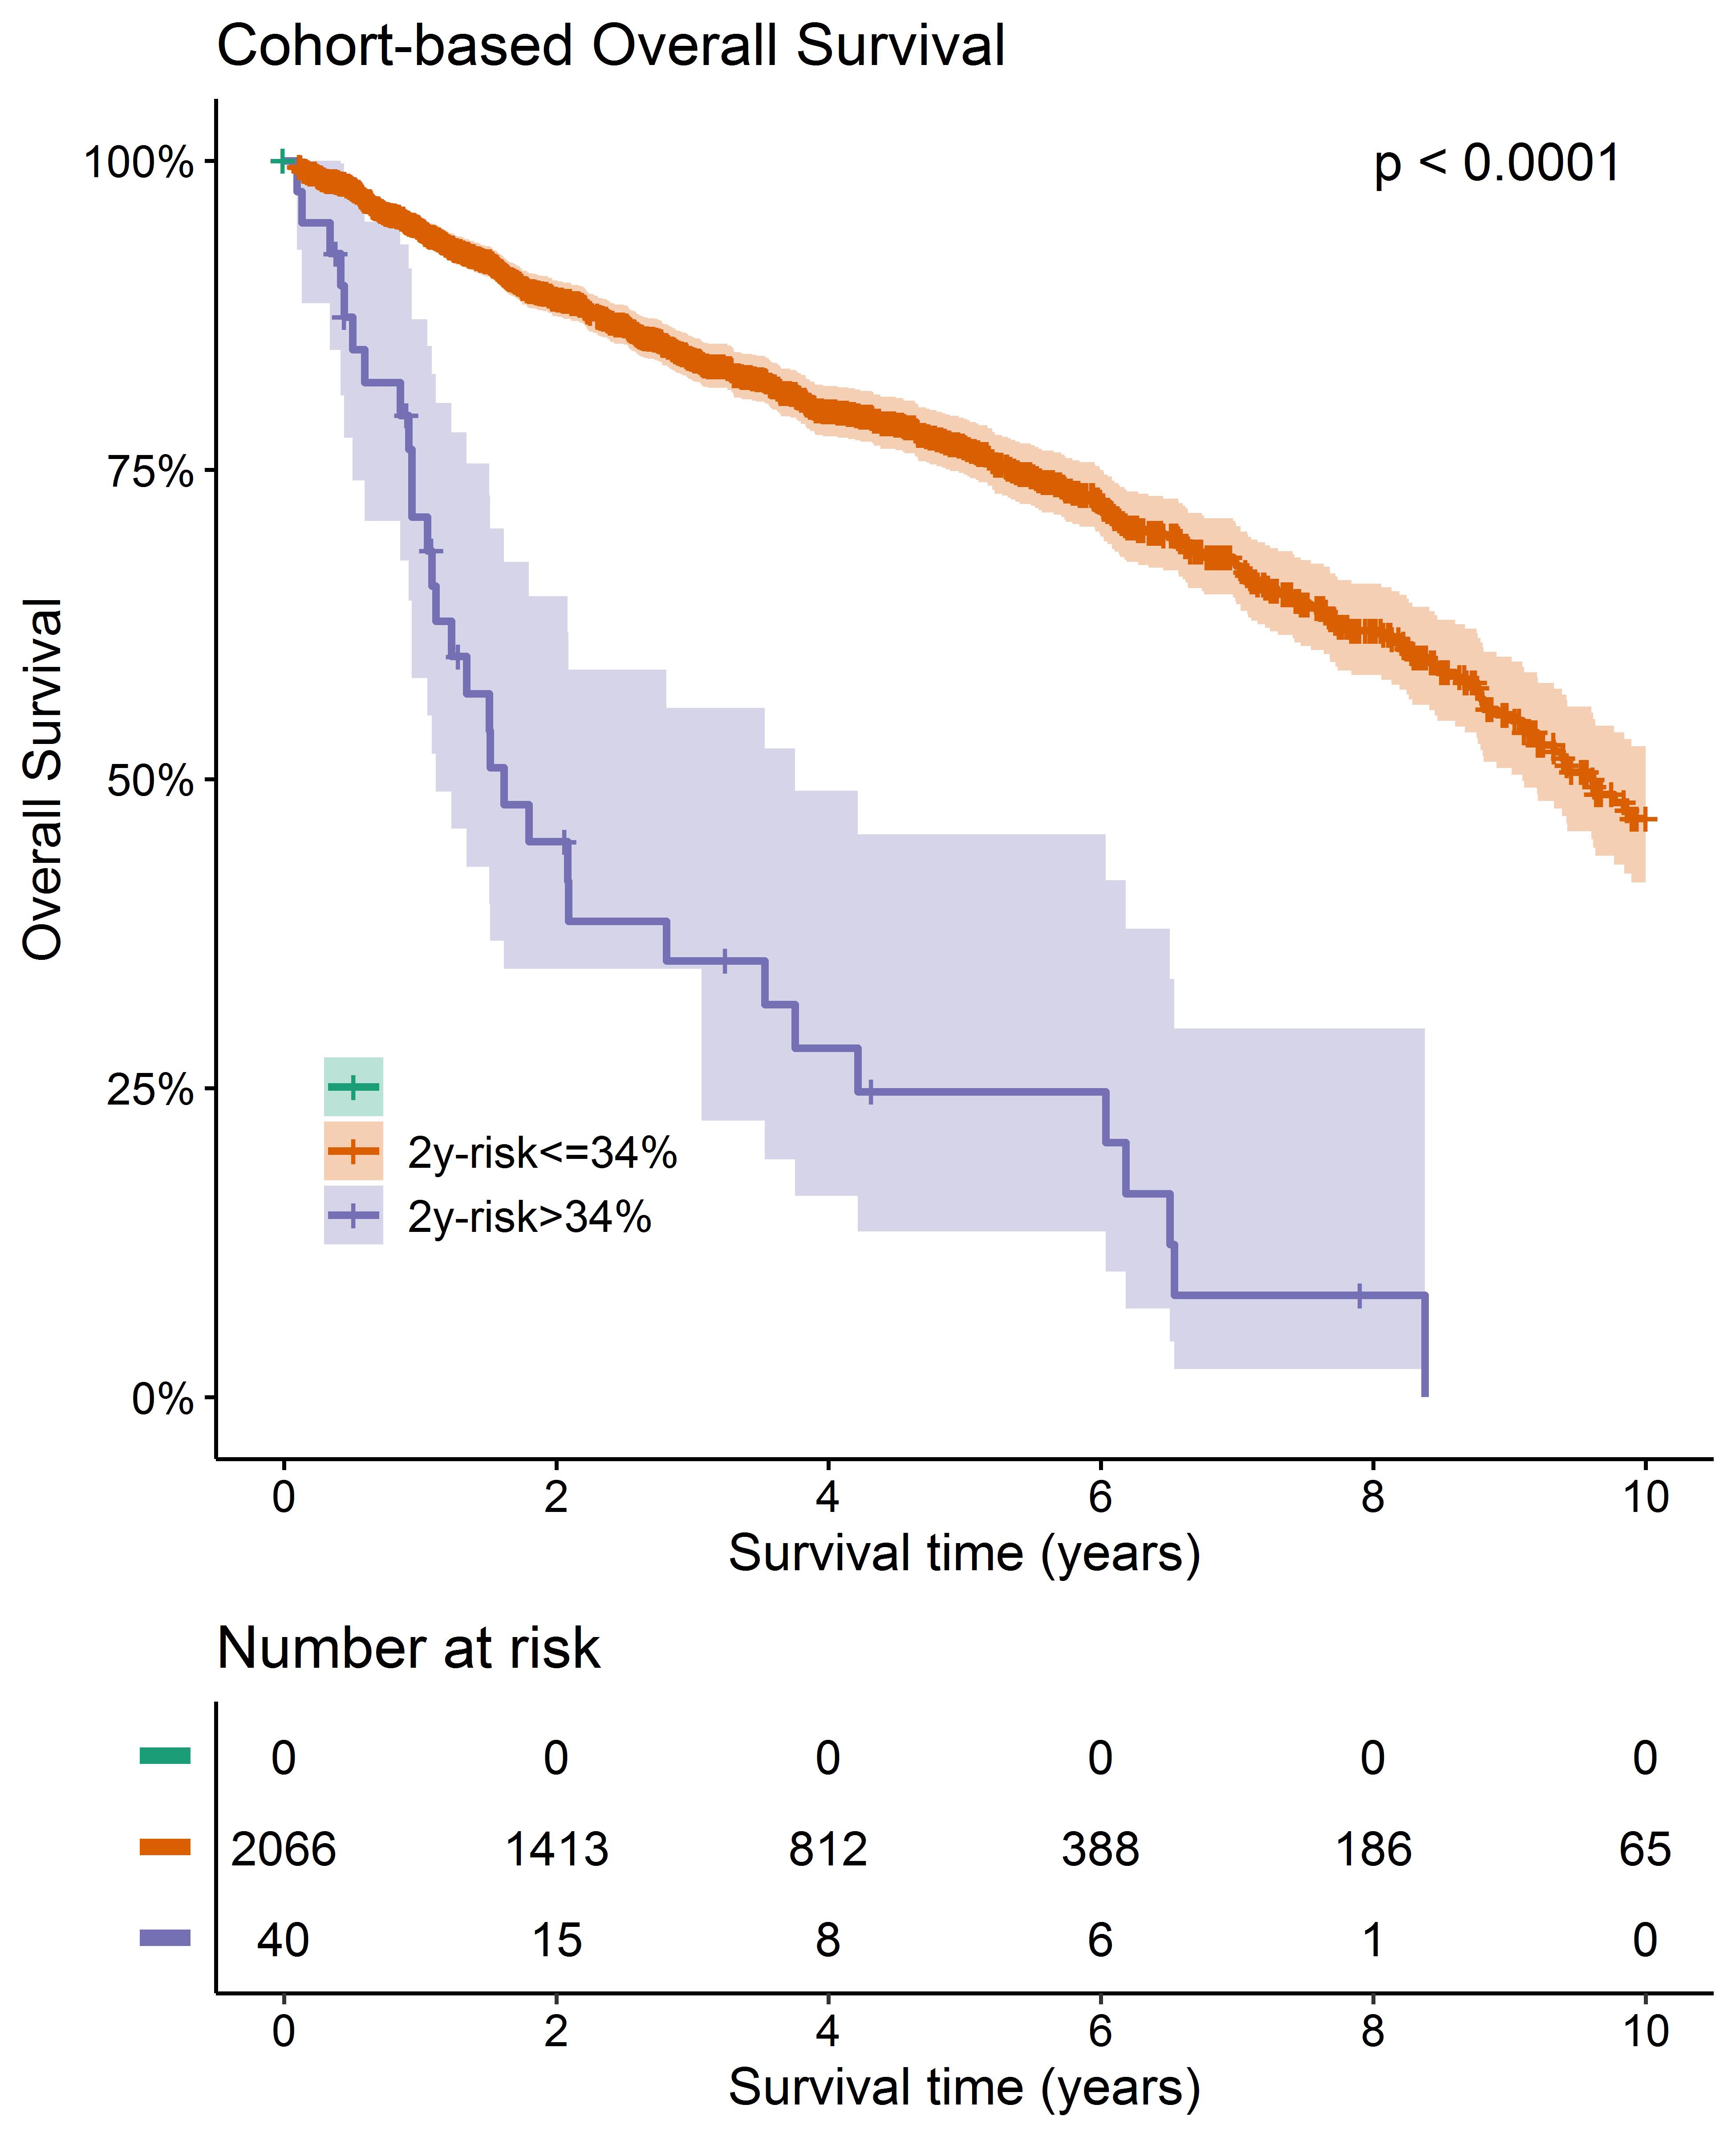 Cohort-based Overall Survival
p < 0.0001
100%
75%
50%
25%
0%
Overall Survival
2y-risk<=34%
2y-risk>34%
0 2 4 6 8 10
Survival time (years)
Number at risk
0 0 0 0 0 0
2066 1413 812 388 186 65
40 15 8 6 1 0
0 2 4 6 8 10
Survival time (years)